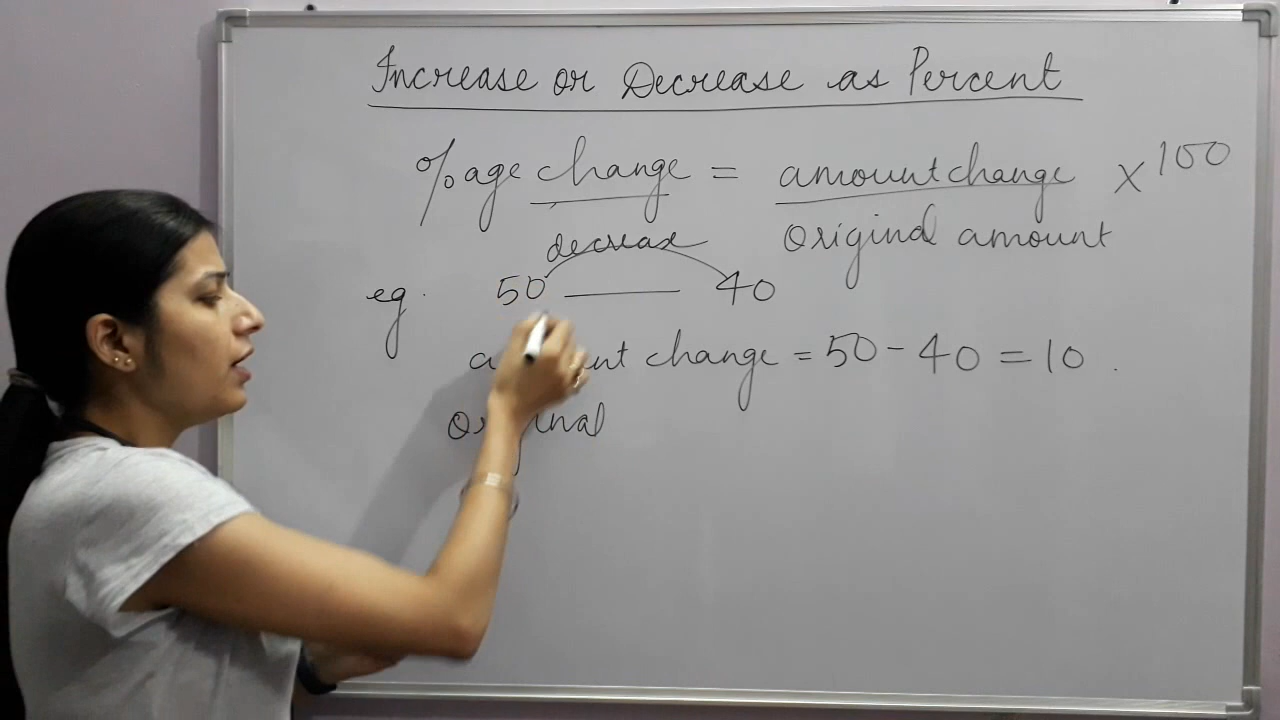 Increase or Decrease as Percent
%age change = amount change × 100
original amount
decrease
eg. 50 — 40
change = 50 - 40 = 10 .